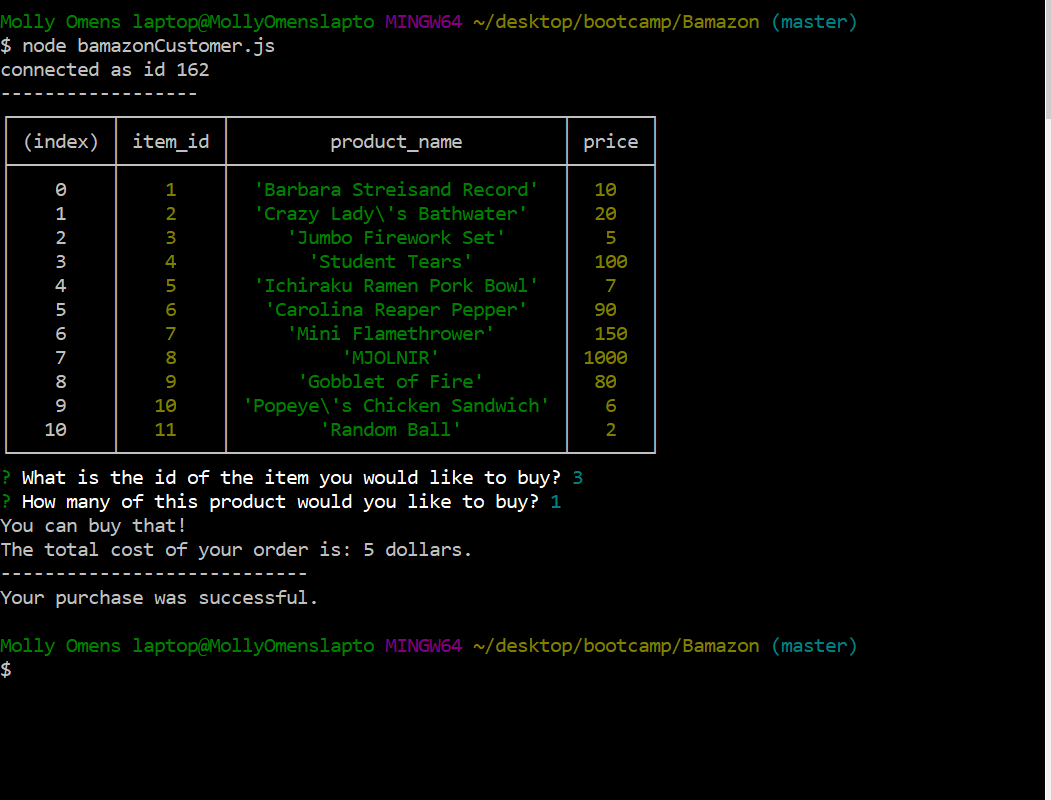 Molly Omens laptop@MollyOmenslapto MINGW64 ~/desktop/bootcamp/Bamazon (master)
$ node bamazonCustomer.js
connected as id 162
------------------
(index) item_id product_name price
0 1 'Barbara Streisand Record' 10
1 2 'Crazy Lady\'s Bathwater' 20
2 3 'Jumbo Firework Set' 5
3 4 'Student Tears' 100
4 5 'Ichiraku Ramen Pork Bowl' 7
5 6 'Carolina Reaper Pepper' 90
6 7 'Mini Flamethrower' 150
7 8 'MJOLNIR' 1000
8 9 'Gobblet of Fire' 80
9 10 'Popeye\'s Chicken Sandwich' 6
10 11 'Random Ball' 2
? What is the id of the item you would like to buy? 3
? How many of this product would you like to buy? 1
You can buy that!
The total cost of your order is: 5 dollars.
----------------------------
Your purchase was successful.
Molly Omens laptop@MollyOmenslapto MINGW64 ~/desktop/bootcamp/Bamazon (master)
$